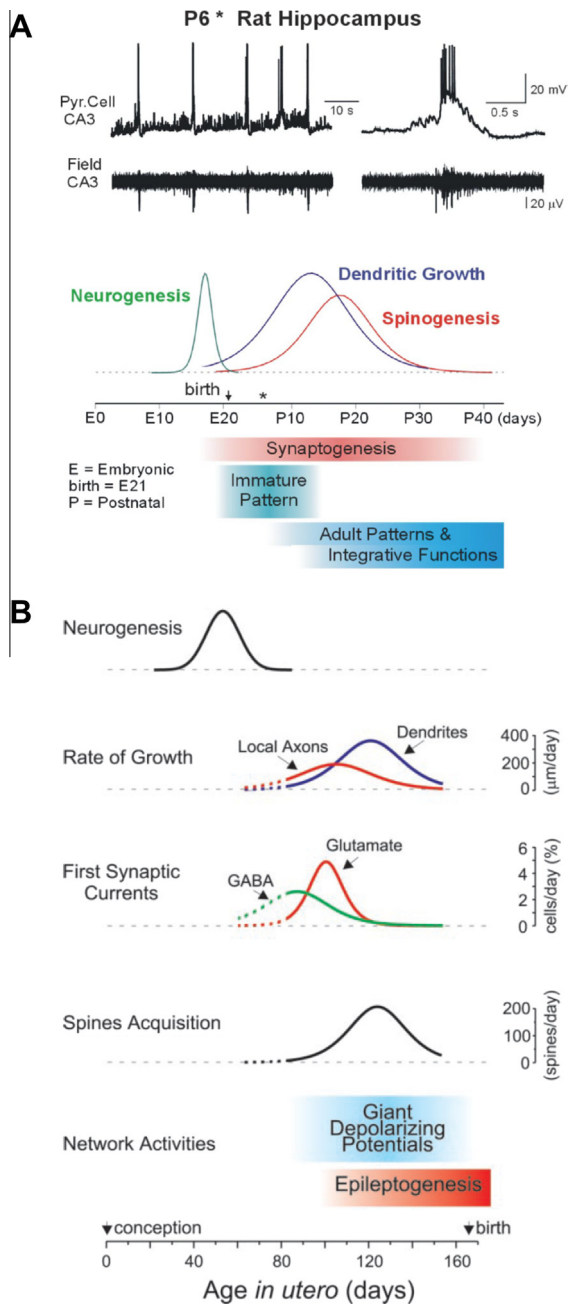 A
P6 * Rat Hippocampus
Pyr.Cell
CA3
10 s
0.5 s
20 mV
Field
CA3
20 µV
Neurogenesis
Dendritic Growth
Spinogenesis
birth
*
E0 E10 E20 P10 P20 P30 P40 (days)
Synaptogenesis
E = Embryonic
birth = E21
P = Postnatal
Immature
Pattern
Adult Patterns &
Integrative Functions
B
Neurogenesis
Rate of Growth
Local Axons
Dendrites
400
200
0
(µm/day)
First Synaptic
Currents
GABA
Glutamate
6
4
2
0
cells/day (%)
Spines Acquisition
200
100
0
(spines/day)
Network Activities
Giant
Depolarizing
Potentials
Epileptogenesis
conception
birth
0 40 80 120 160
Age in utero (days)